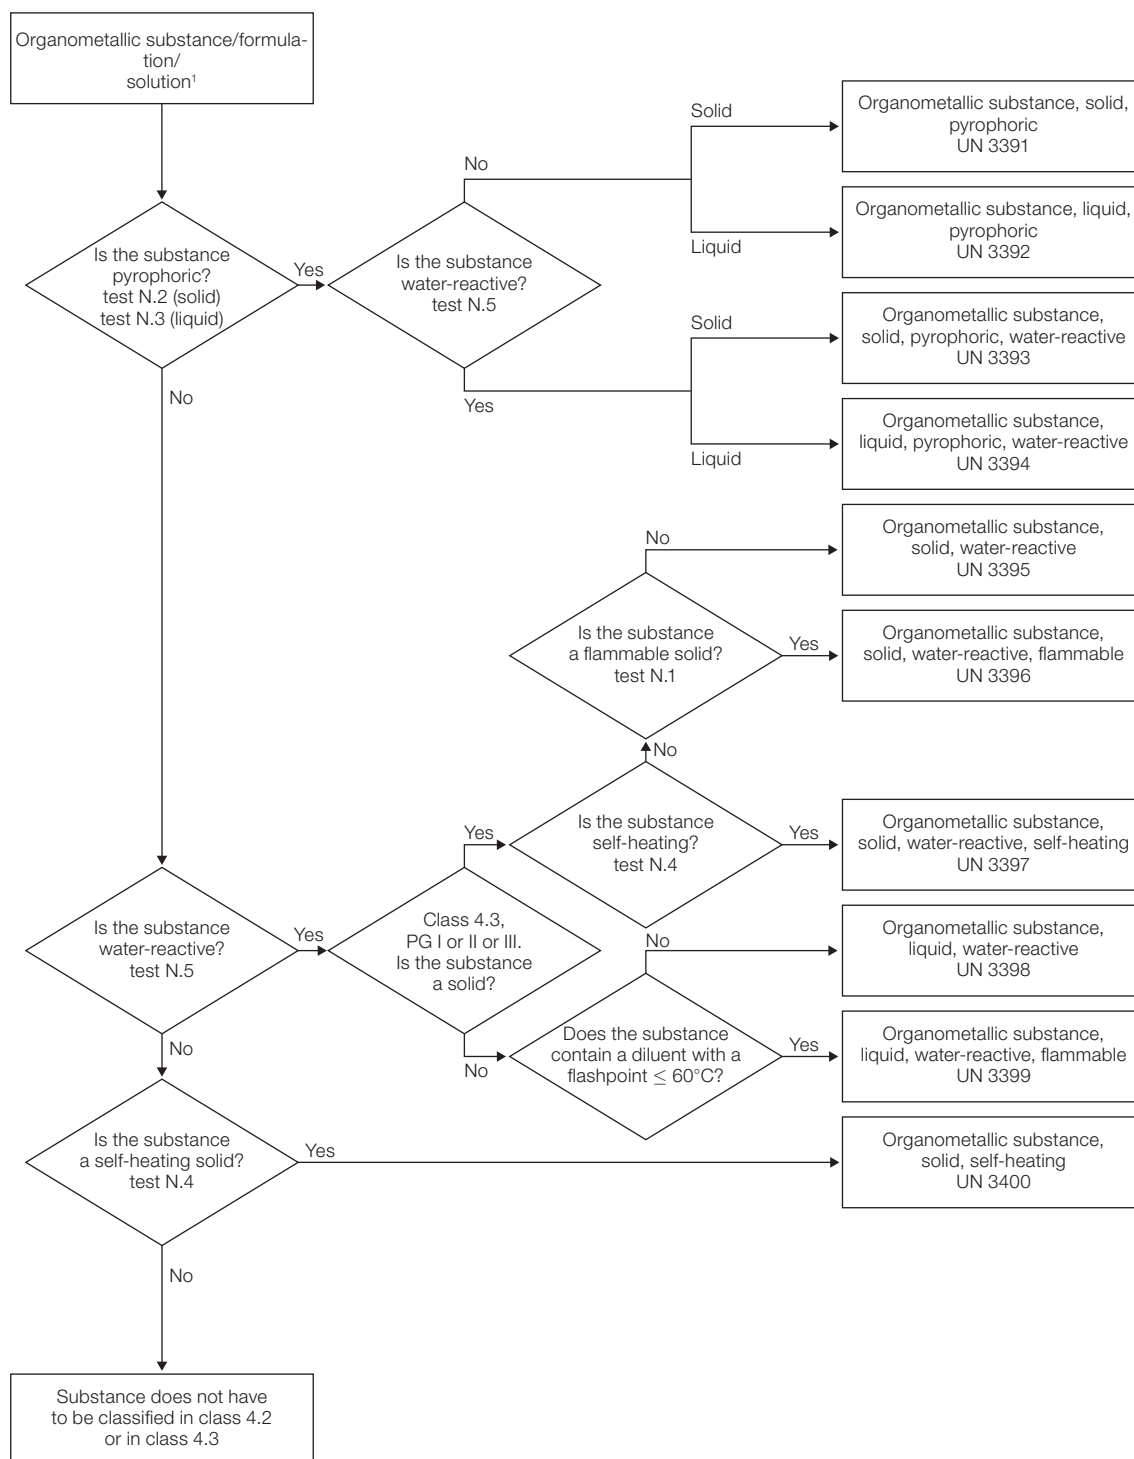 Organometallic substance/formula-
tion/
solution¹
Solid
Organometallic substance, solid,
pyrophoric
UN 3391
No
Organometallic substance, liquid,
pyrophoric
UN 3392
Liquid
Is the substance
pyrophoric?
test N.2 (solid)
test N.3 (liquid)
Yes
Is the substance
water-reactive?
test N.5
Solid
Organometallic substance,
solid, pyrophoric, water-reactive
UN 3393
No
Yes
Organometallic substance,
liquid, pyrophoric, water-reactive
UN 3394
Liquid
No
Organometallic substance,
solid, water-reactive
UN 3395
Is the substance
a flammable solid?
test N.1
Yes
Organometallic substance,
solid, water-reactive, flammable
UN 3396
No
Yes
Is the substance
self-heating?
test N.4
Yes
Organometallic substance,
solid, water-reactive, self-heating
UN 3397
Is the substance
water-reactive?
test N.5
Yes
Class 4.3,
PG I or II or III.
Is the substance
a solid?
No
Organometallic substance,
liquid, water-reactive
UN 3398
No
No
Does the substance
contain a diluent with a
flashpoint ≤ 60°C?
Yes
Organometallic substance,
liquid, water-reactive, flammable
UN 3399
Is the substance
a self-heating solid?
test N.4
Yes
Organometallic substance,
solid, self-heating
UN 3400
No
Substance does not have
to be classified in class 4.2
or in class 4.3